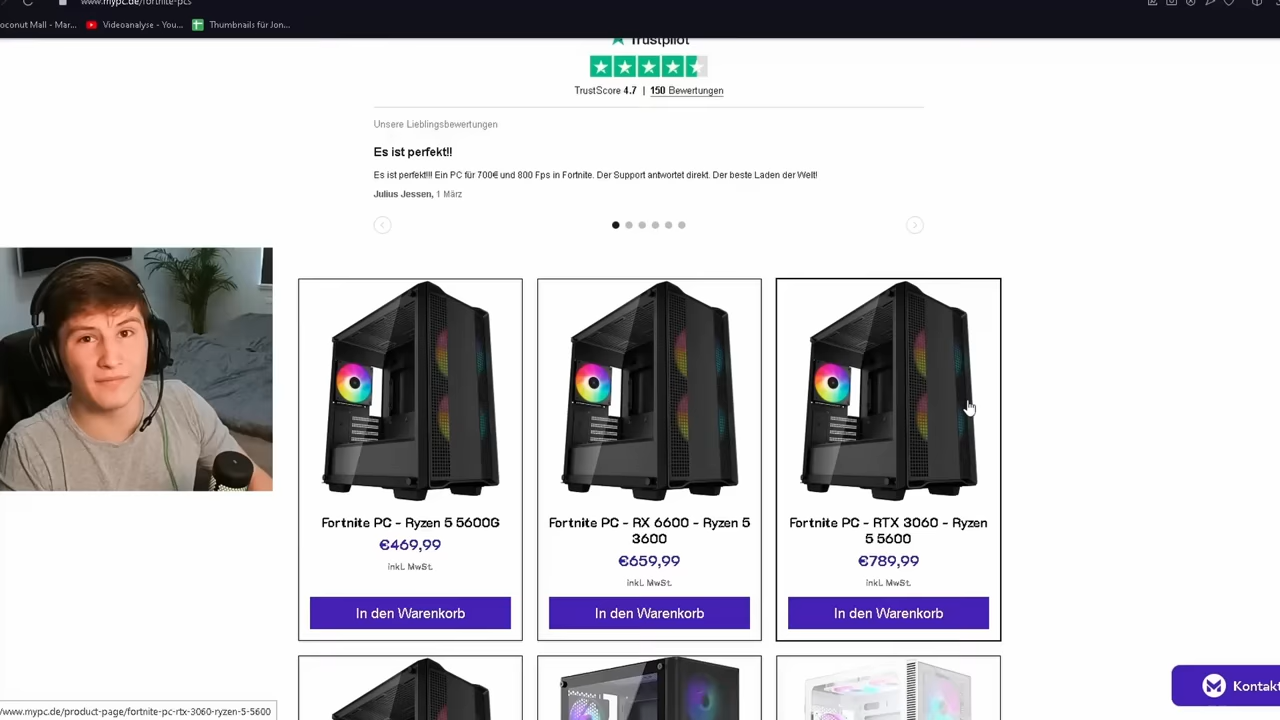 www.mypc.de/fortnite-pcs
oconut Mall - Mar...
Videoanalyse - You...
Thumbnails für Jon...
Trustpilot
TrustScore 4.7 | 150 Bewertungen
Unsere Lieblingsbewertungen
Es ist perfekt!!
Es ist perfekt!!! Ein PC für 700€ und 800 Fps in Fortnite. Der Support antwortet direkt. Der beste Laden der Welt!
Julius Jessen, 1 März
Fortnite PC - Ryzen 5 5600G
€469,99
inkl. MwSt.
In den Warenkorb
Fortnite PC - RX 6600 - Ryzen 5
3600
€659,99
inkl. MwSt.
In den Warenkorb
Fortnite PC - RTX 3060 - Ryzen
5 5600
€789,99
inkl. MwSt.
In den Warenkorb
Kontakt
/www.mypc.de/product-page/fortnite-pc-rtx-3060-ryzen-5-5600